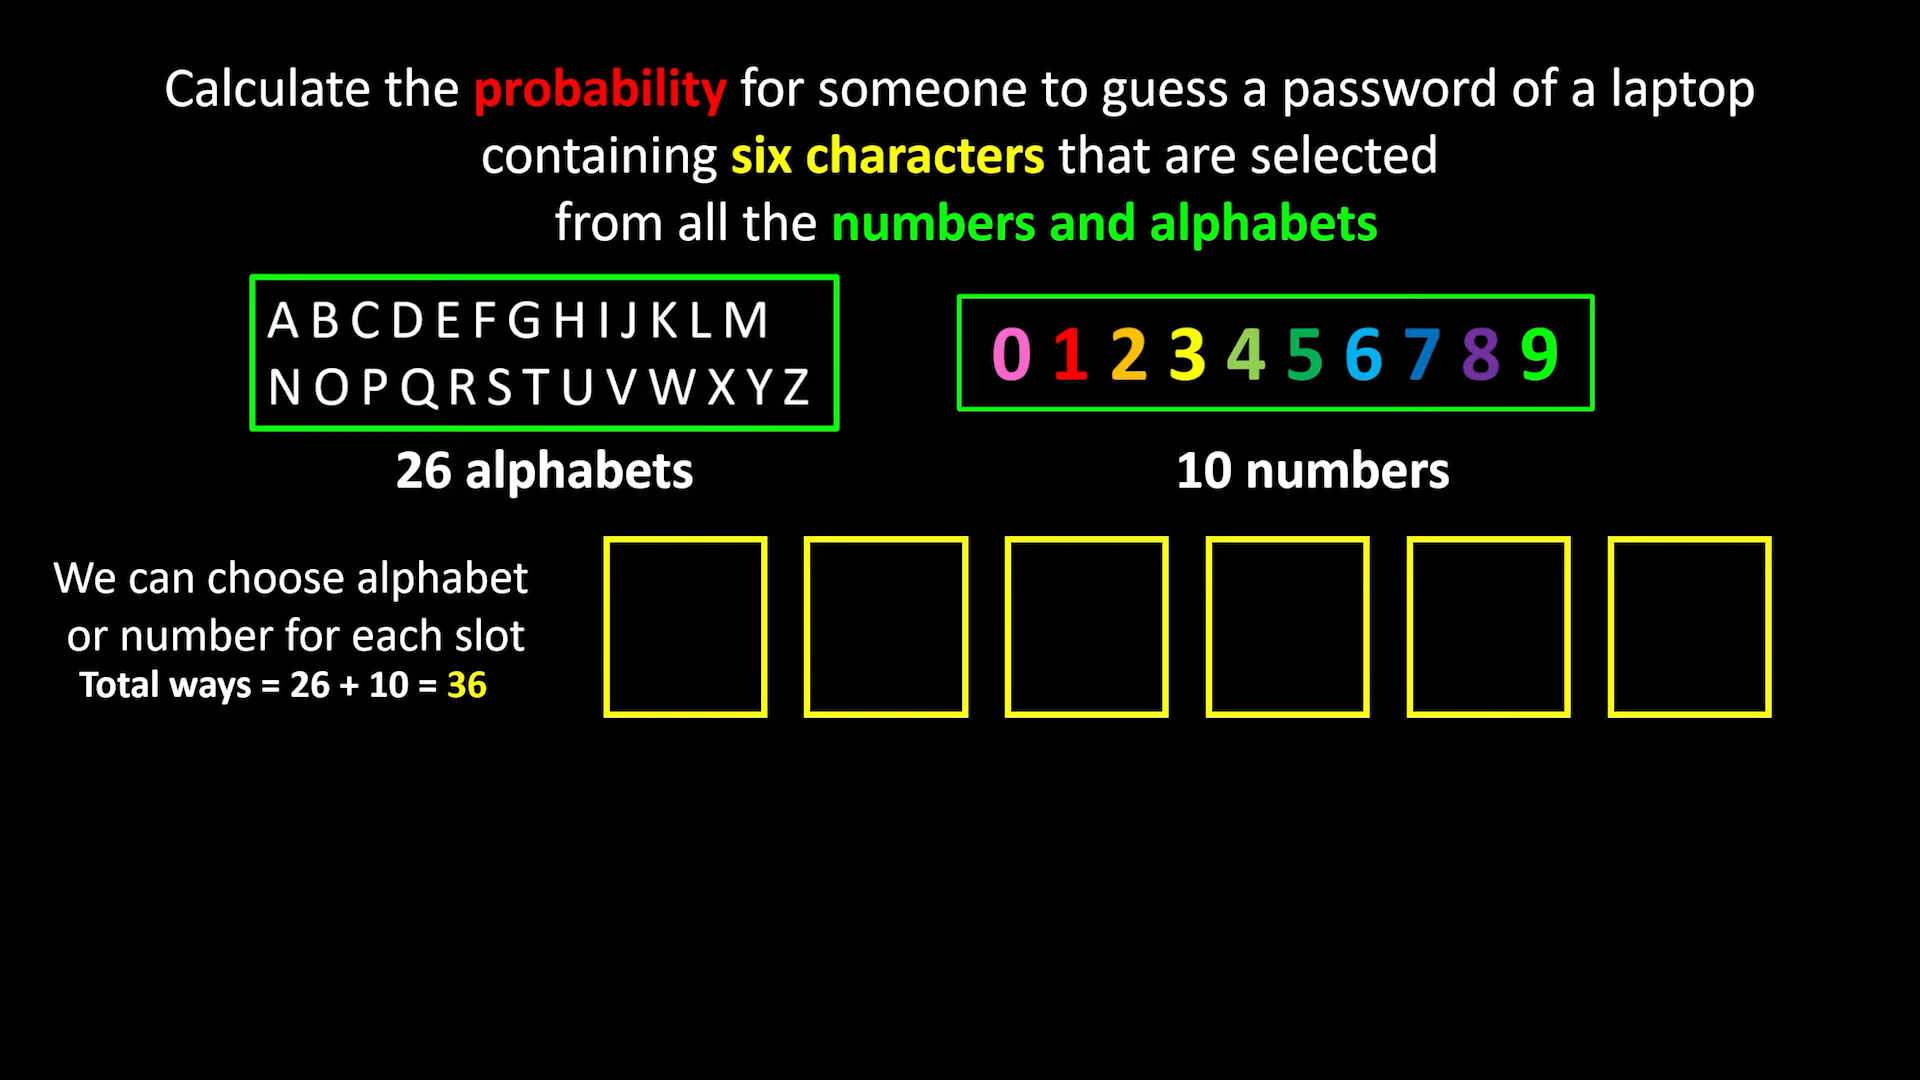 Calculate the probability for someone to guess a password of a laptop
containing six characters that are selected
from all the numbers and alphabets
A B C D E F G H I J K L M
N O P Q R S T U V W X Y Z
0 1 2 3 4 5 6 7 8 9
26 alphabets
10 numbers
We can choose alphabet
or number for each slot
Total ways = 26 + 10 = 36